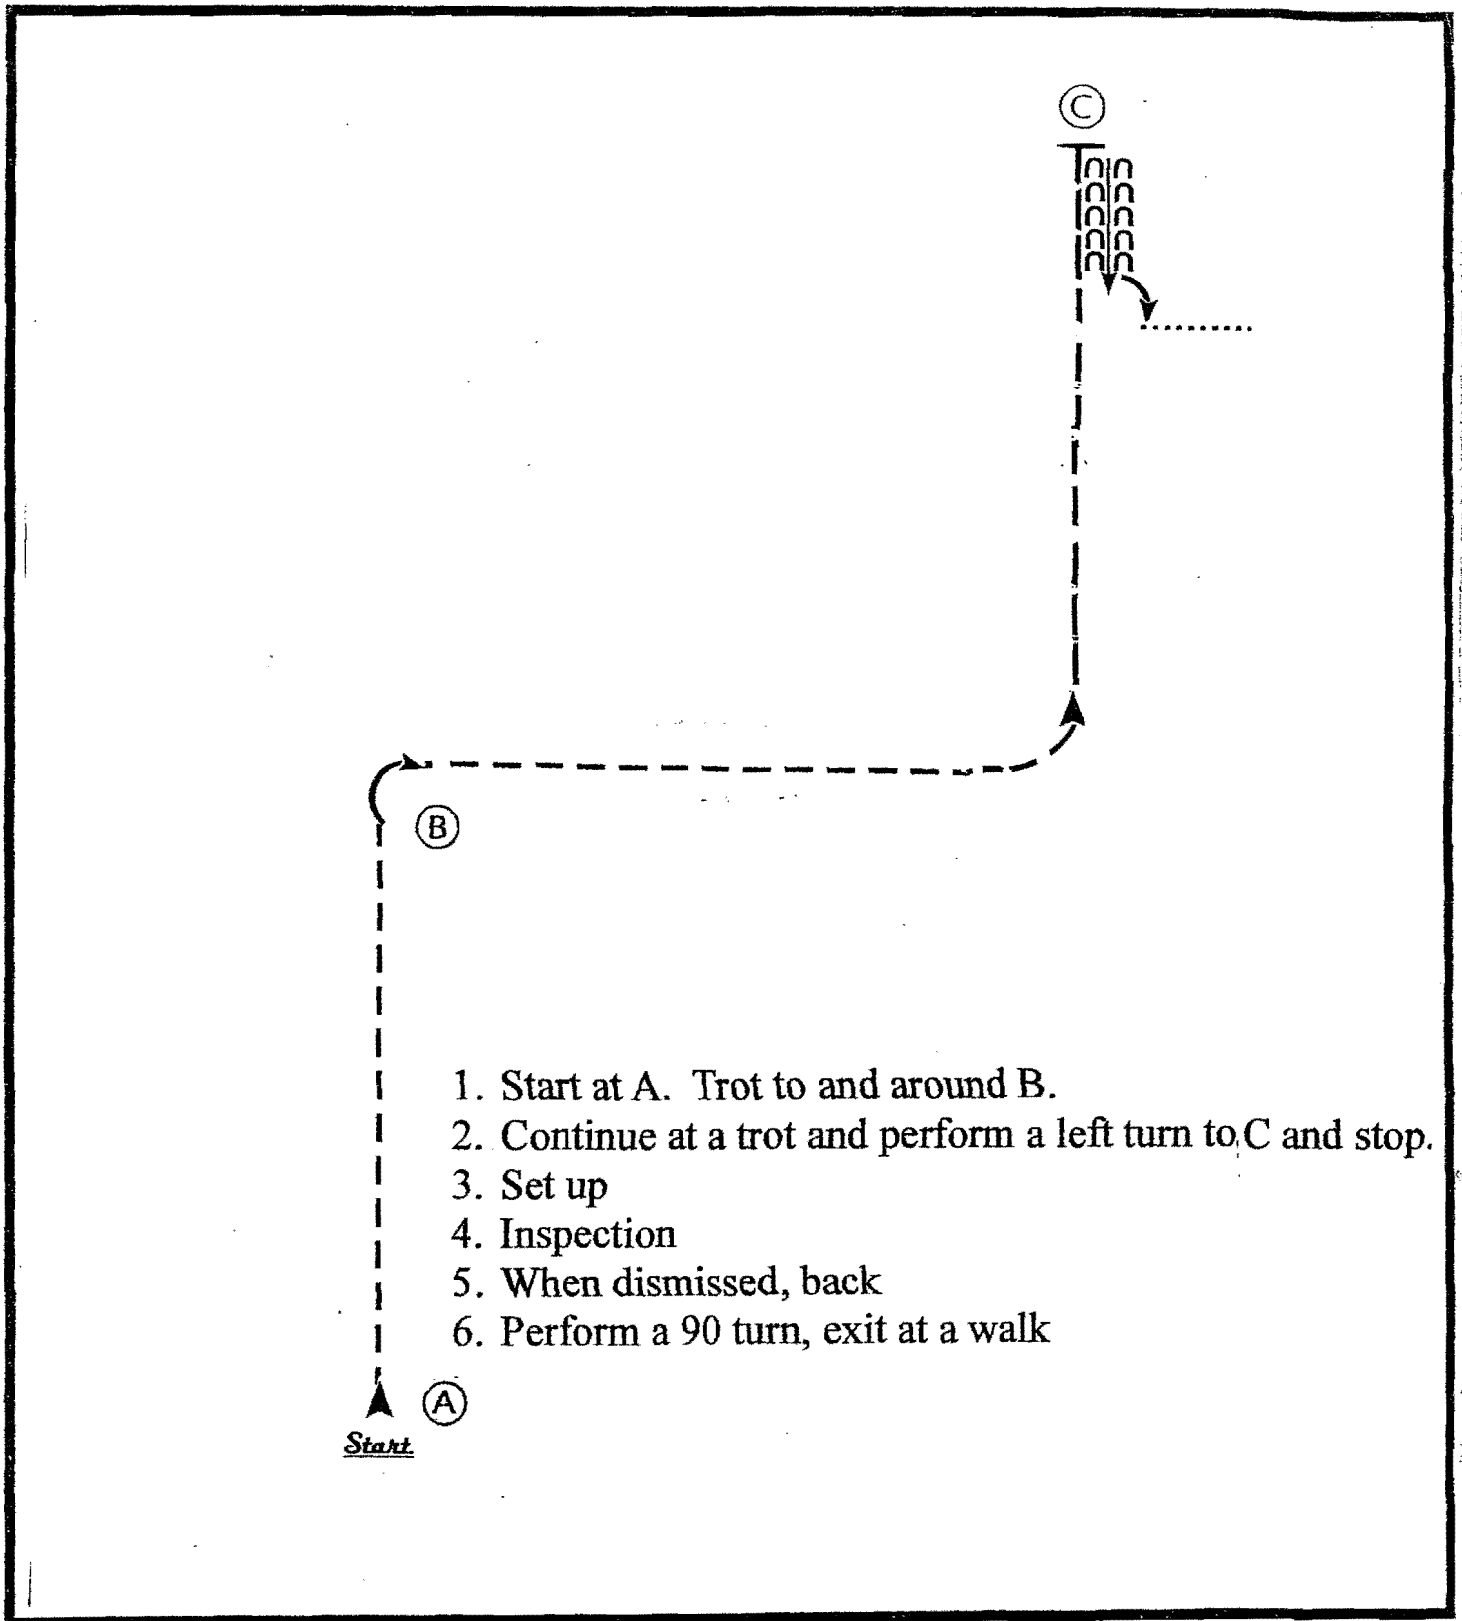 C
B
1. Start at A. Trot to and around B.
2. Continue at a trot and perform a left turn to C and stop.
3. Set up
4. Inspection
5. When dismissed, back
6. Perform a 90 turn, exit at a walk
A
Start